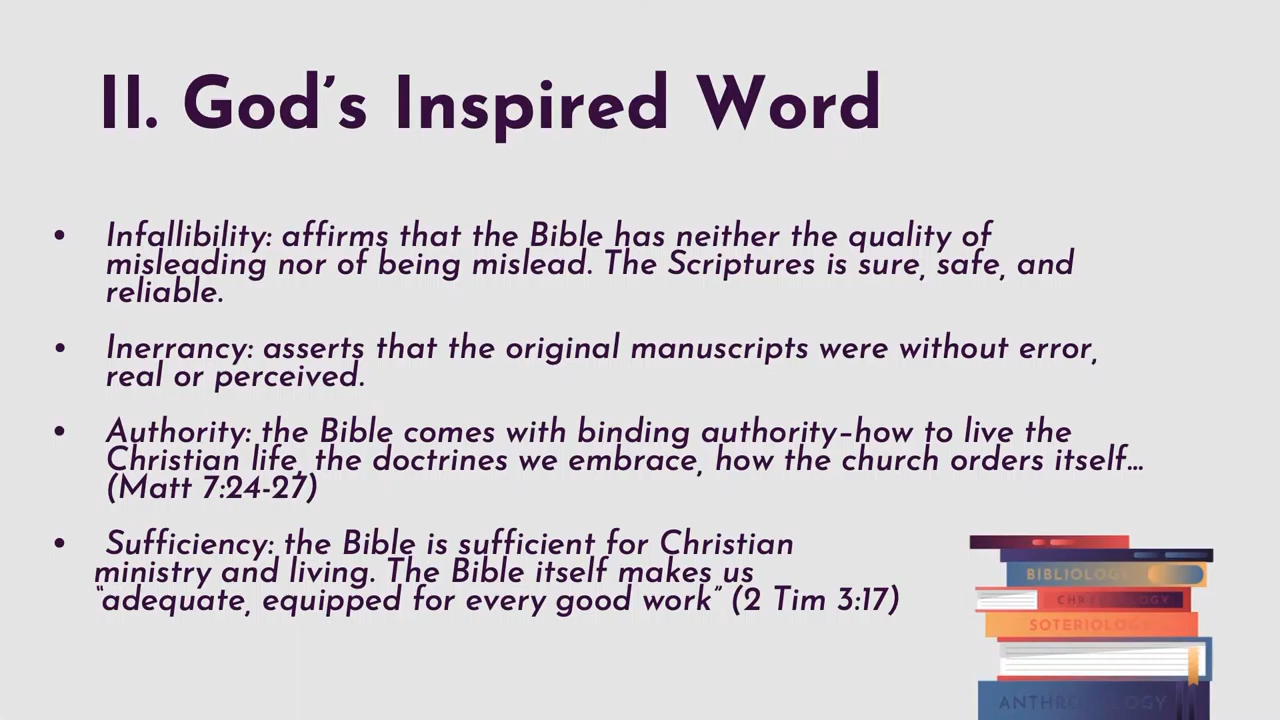 II. God's Inspired Word
• Infallibility: affirms that the Bible has neither the quality of
misleading nor of being mislead. The Scriptures is sure, safe, and
reliable.
• Inerrancy: asserts that the original manuscripts were without error,
real or perceived.
• Authority: the Bible comes with binding authority–how to live the
Christian life, the doctrines we embrace, how the church orders itself...
(Matt 7:24-27)
• Sufficiency: the Bible is sufficient for Christian
ministry and living. The Bible itself makes us
“adequate, equipped for every good work” (2 Tim 3:17)
BIBLIOLOGY
SOTERIOLOGY